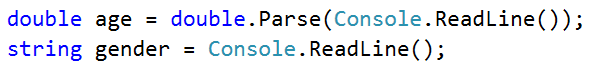 double age = double.Parse(Console.ReadLine());
string gender = Console.ReadLine();